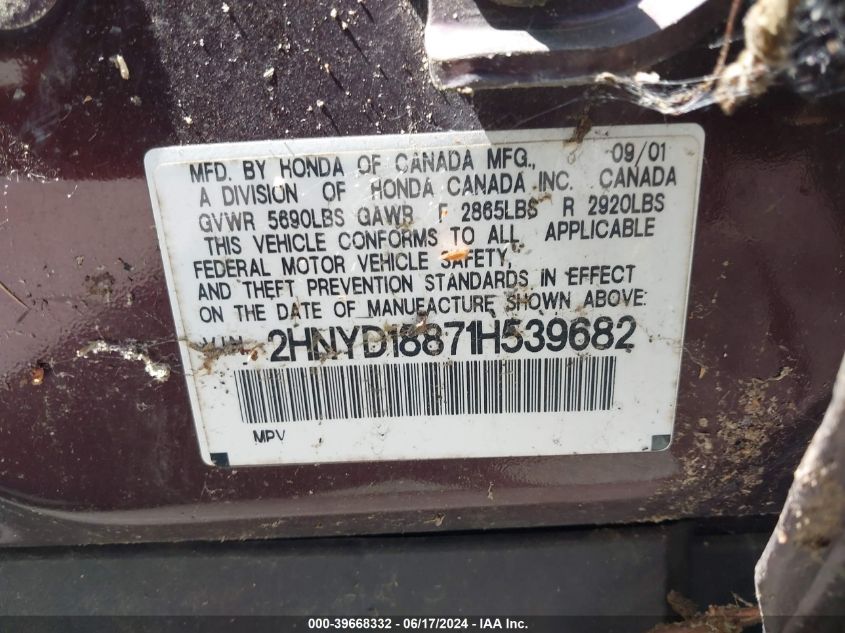 MFD. BY HONDA OF CANADA MFG., 09/01
A DIVISION OF HONDA CANADA INC. CANADA
GVWR 5690LBS GAWR F 2865LBS R 2920LBS
THIS VEHICLE CONFORMS TO ALL APPLICABLE
FEDERAL MOTOR VEHICLE SAFETY,
AND THEFT PREVENTION STANDARDS IN EFFECT
ON THE DATE OF MANUFACTURE SHOWN ABOVE:
VIN 2HNYD18871H539682
MPV
000-39668332 - 06/17/2024 - IAA Inc.